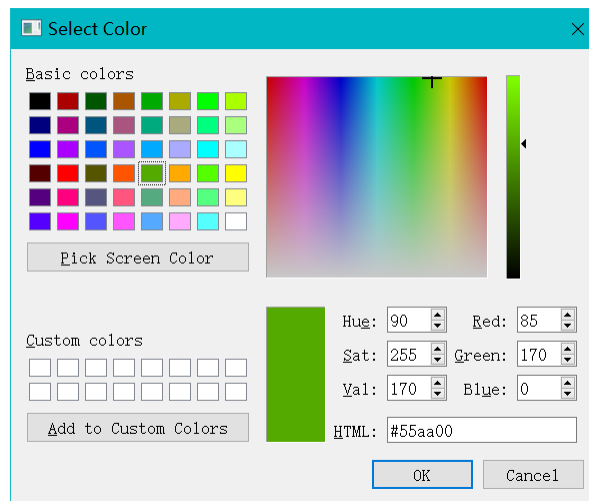 Select Color
Basic colors
Pick Screen Color
Custom colors
Add to Custom Colors
Hue: 90 Red: 85
Sat: 255 Green: 170
Val: 170 Blue: 0
HTML: #55aa00
OK Cancel